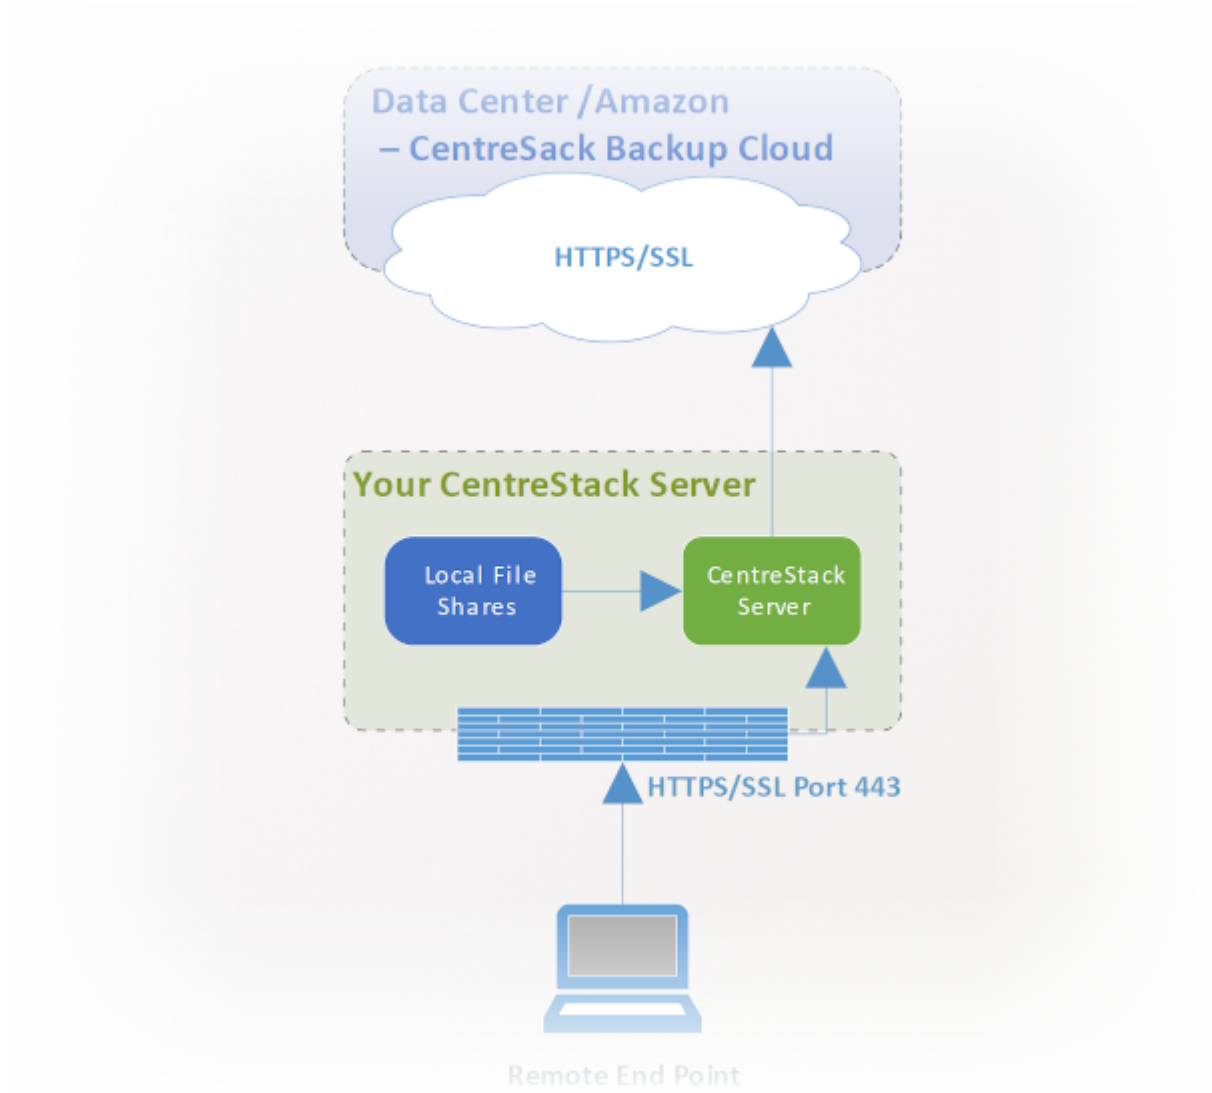 Data Center /Amazon
– CentreSack Backup Cloud
HTTPS/SSL
Your CentreStack Server
Local File
Shares
CentreStack
Server
HTTPS/SSL Port 443
Remote End Point